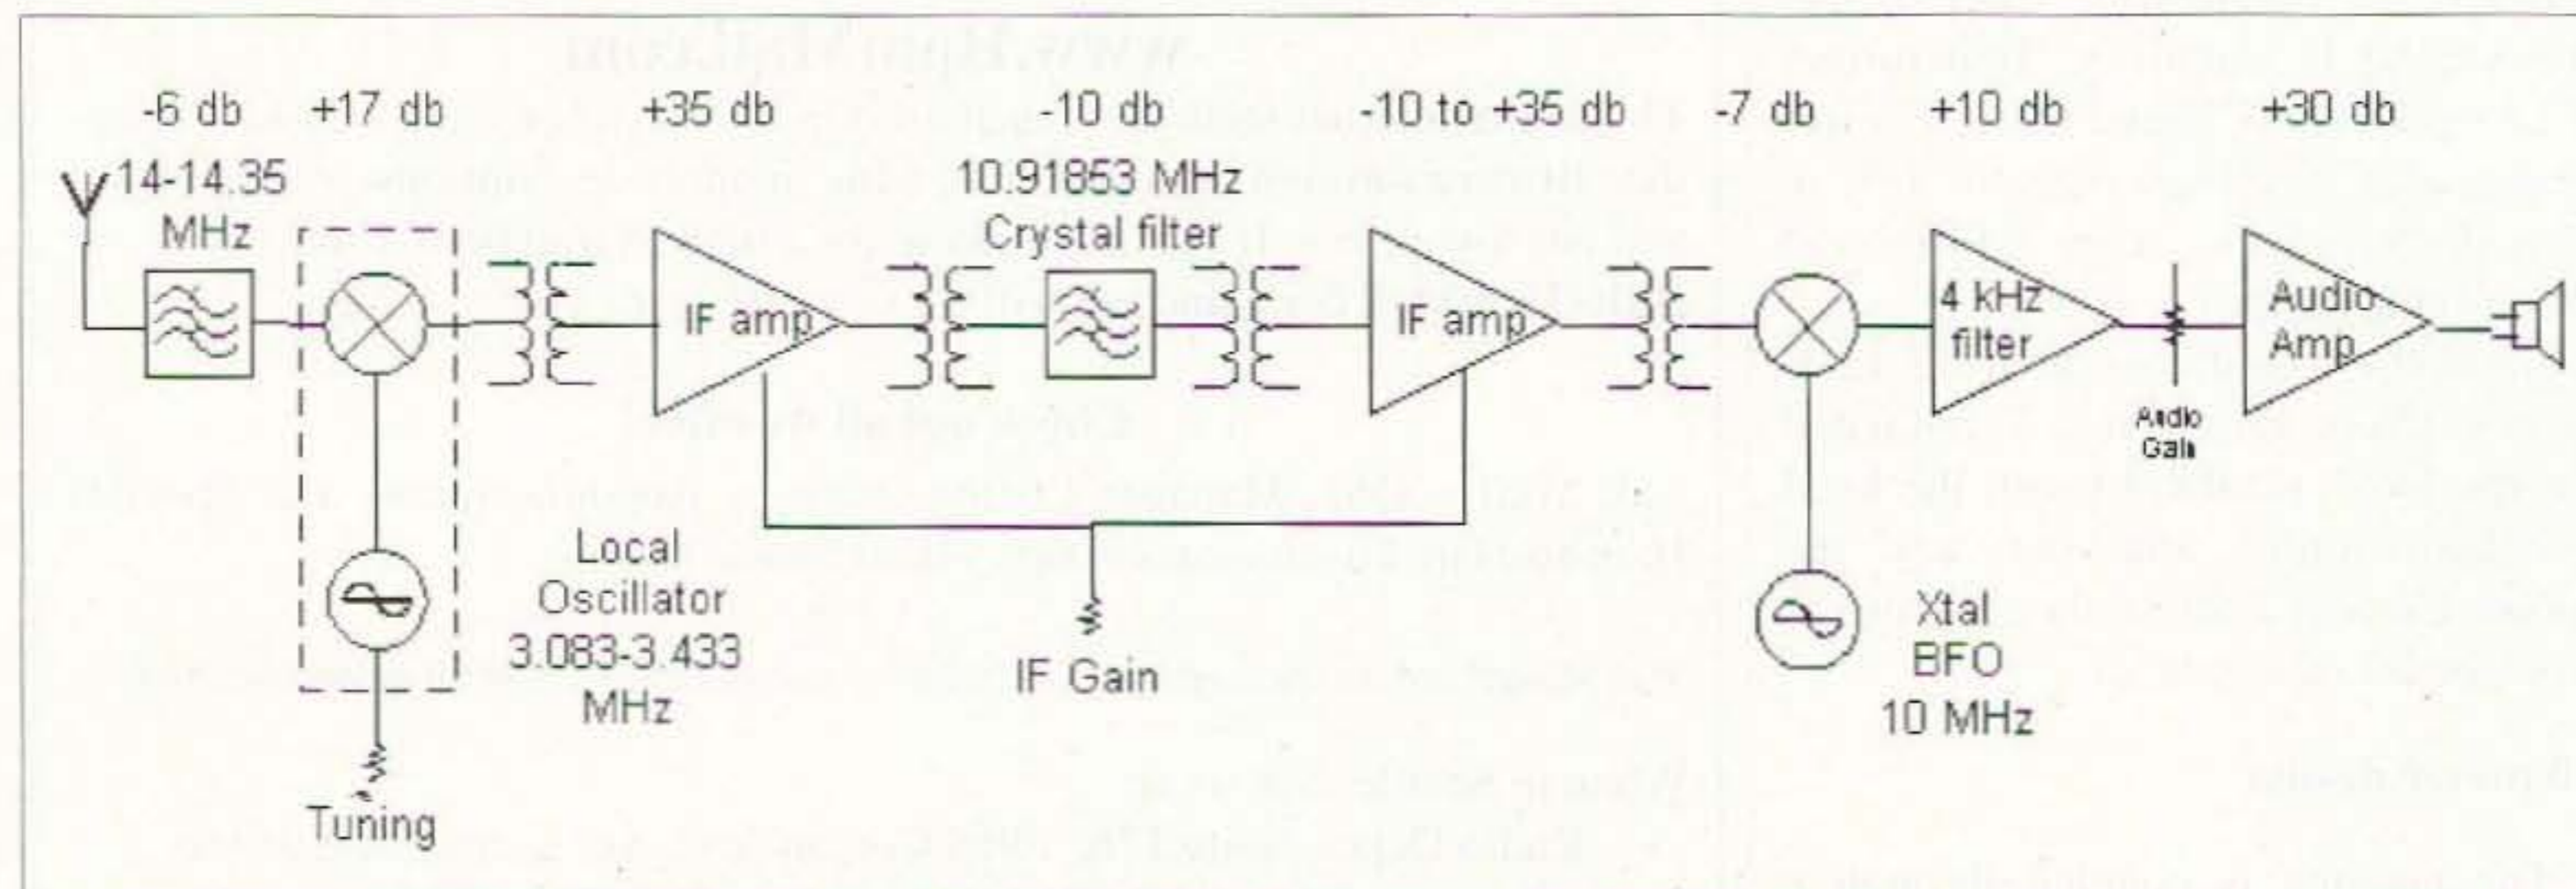 -6 db +17 db +35 db -10 db -10 to +35 db -7 db +10 db +30 db
14-14.35
MHz
10.91853 MHz
Crystal filter
IF amp
IF amp
4 kHz
filter
Audio
Amp
Audio
Gain
Local
Oscillator
3.083-3.433
MHz
IF Gain
Xtal
BFO
10 MHz
Tuning